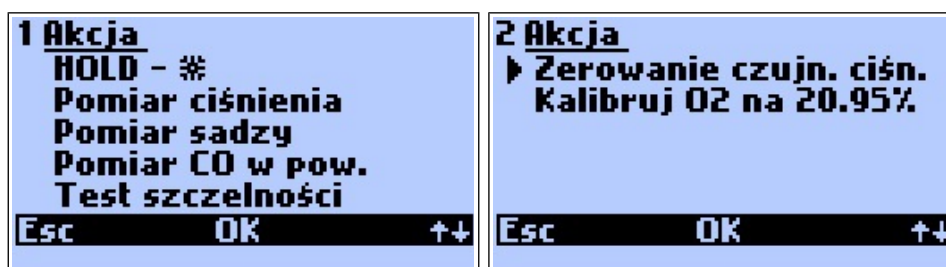 1 Akcja
HOLD - ☼
Pomiar ciśnienia
Pomiar sadzy
Pomiar CO w pow.
Test szczelności
Esc OK ↑↓
2 Akcja
Zerowanie czujn. ciśn.
Kalibruj O2 na 20.95%
Esc OK ↑↓